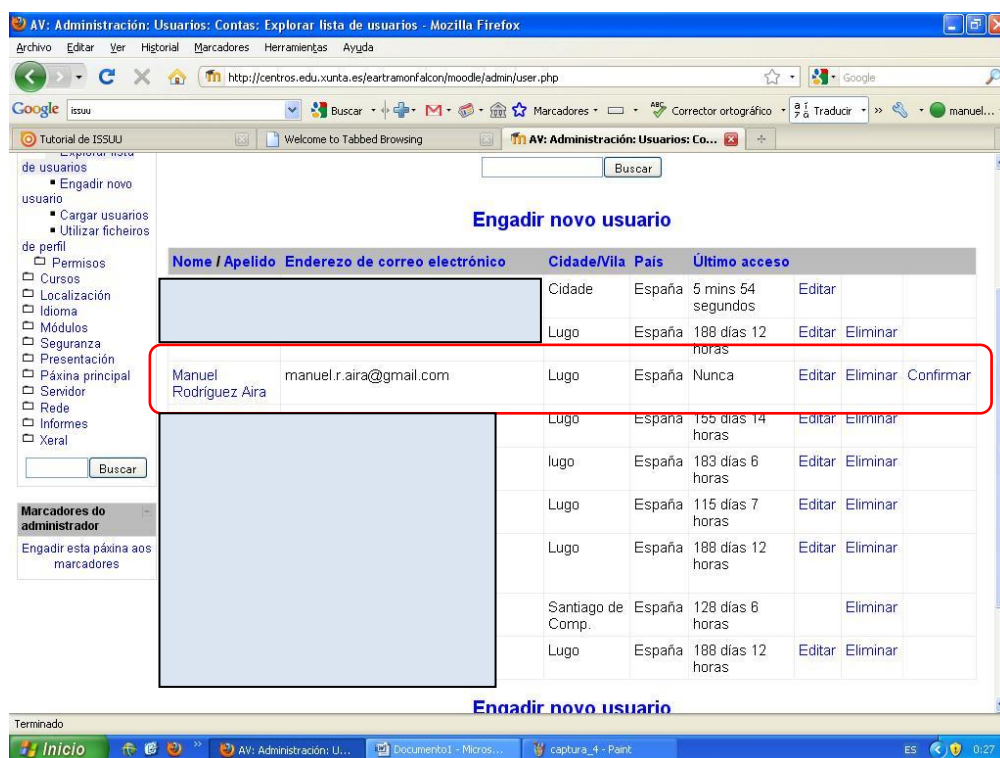 AV: Administración: Usuarios: Contas: Explorar lista de usuarios - Mozilla Firefox
Archivo Editar Ver Historial Marcadores Herramientas Ayuda
http://centros.edu.xunta.es/eartramonfalcon/moodle/admin/user.php
Google
Google issuu Buscar Marcadores Corrector ortográfico Traducir manuel...
Tutorial de ISSUU Welcome to Tabbed Browsing AV: Administración: Usuarios: Co...
Explorar lista
de usuarios
Engadir novo
usuario
Cargar usuarios
Utilizar ficheiros
de perfil
Permisos
Cursos
Localización
Idioma
Módulos
Seguranza
Presentación
Páxina principal
Servidor
Rede
Informes
Xeral
Buscar
Marcadores do
administrador
Engadir esta páxina aos
marcadores
Buscar
Engadir novo usuario
Nome / Apelido Enderezo de correo electrónico Cidade/Vila País Último acceso
Cidade España 5 mins 54 Editar
segundos
Lugo España 188 días 12 Editar Eliminar
horas
Manuel manuel.r.aira@gmail.com Lugo España Nunca Editar Eliminar Confirmar
Rodríguez Aira
Lugo España 155 días 14 Editar Eliminar
horas
lugo España 183 días 6 Editar Eliminar
horas
Lugo España 115 días 7 Editar Eliminar
horas
Lugo España 188 días 12 Editar Eliminar
horas
Santiago de España 128 días 6 Eliminar
Comp. horas
Lugo España 188 días 12 Editar Eliminar
horas
Engadir novo usuario
Terminado
Inicio AV: Administración: U... Documento1 - Micros... captura_4 - Paint ES 0:27